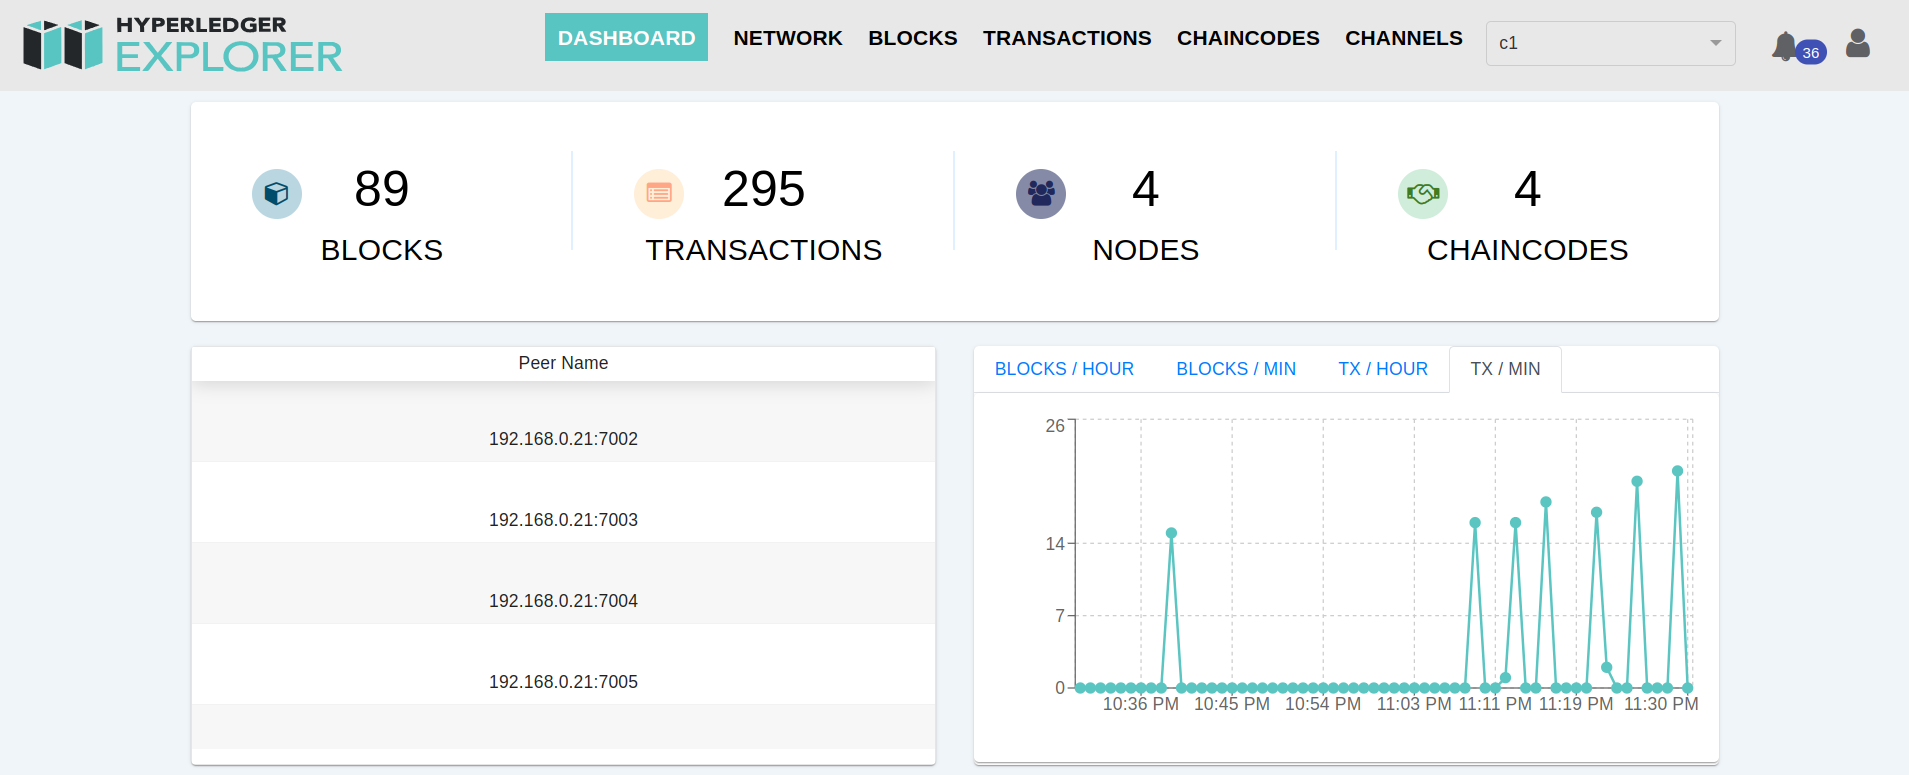 HYPERLEDGER
EXPLORER
DASHBOARD NETWORK BLOCKS TRANSACTIONS CHAINCODES CHANNELS c1 36
89 295 4 4
BLOCKS TRANSACTIONS NODES CHAINCODES
Peer Name
192.168.0.21:7002
192.168.0.21:7003
192.168.0.21:7004
192.168.0.21:7005
BLOCKS / HOUR BLOCKS / MIN TX / HOUR TX / MIN
26
14
7
0
10:36 PM 10:45 PM 10:54 PM 11:03 PM 11:11 PM 11:19 PM 11:30 PM